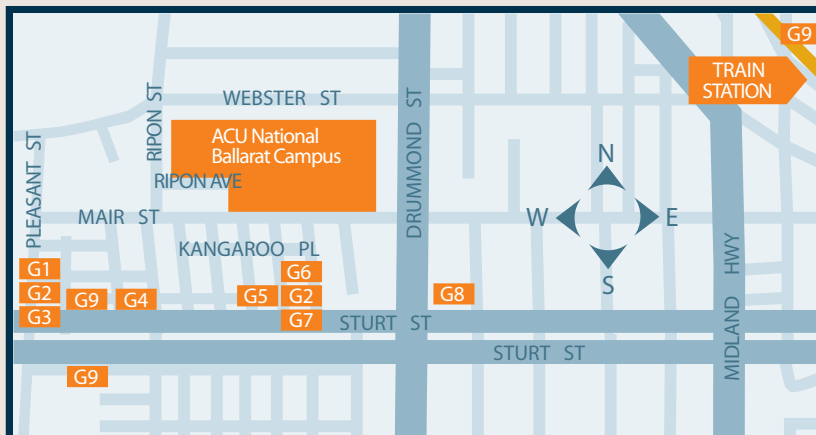 G9
TRAIN
STATION
WEBSTER ST
RIPON ST
DRUMMOND ST
ACU National
Ballarat Campus
PLEASANT ST
RIPON AVE
N
W
E
S
MAIR ST
KANGAROO PL
MIDLAND HWY
G1
G6
G2
G9
G4
G5
G2
G8
G3
G7
STURT ST
STURT ST
G9